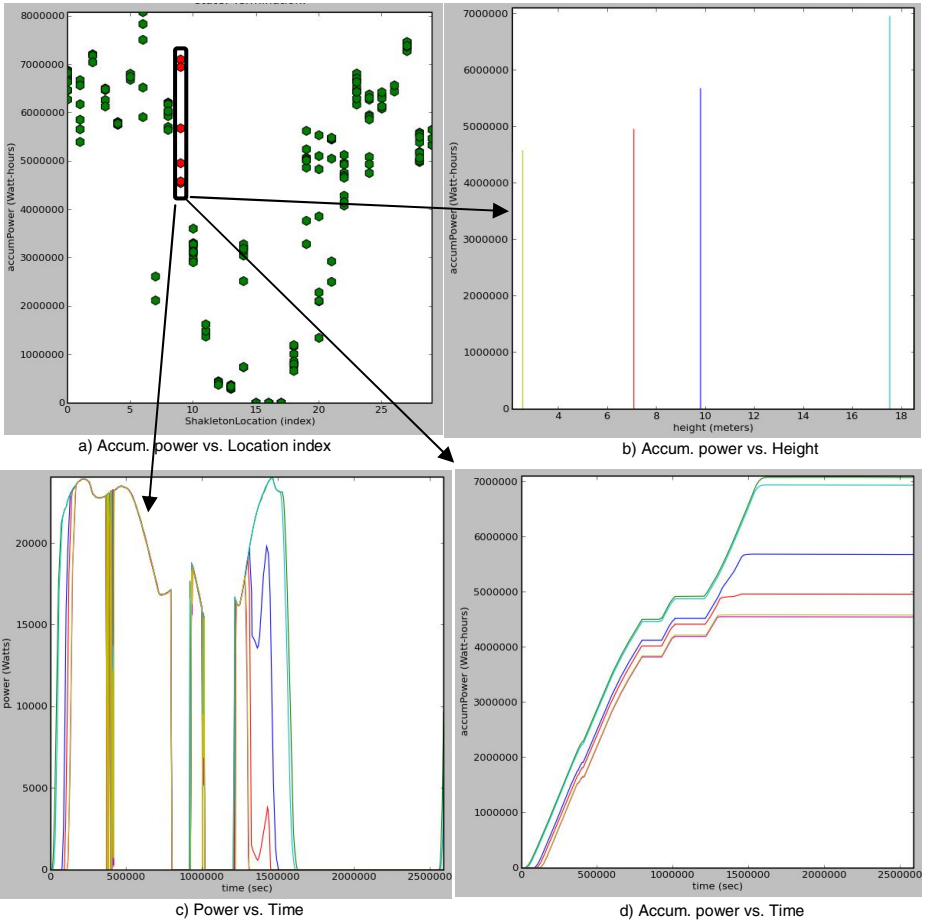 8000000
7000000
6000000
5000000
4000000
3000000
2000000
1000000
0
accumPower (Watt-hours)
0 5 10 15 20 25
ShakletonLocation (index)
a) Accum. power vs. Location index
7000000
6000000
5000000
4000000
3000000
2000000
1000000
0
accumPower (Watt-hours)
4 6 8 10 12 14 16 18
height (meters)
b) Accum. power vs. Height
20000
15000
10000
5000
0
power (Watts)
0 500000 1000000 1500000 2000000 2500000
time (sec)
c) Power vs. Time
7000000
6000000
5000000
4000000
3000000
2000000
1000000
0
accumPower (Watt-hours)
0 500000 1000000 1500000 2000000 2500000
time (sec)
d) Accum. power vs. Time